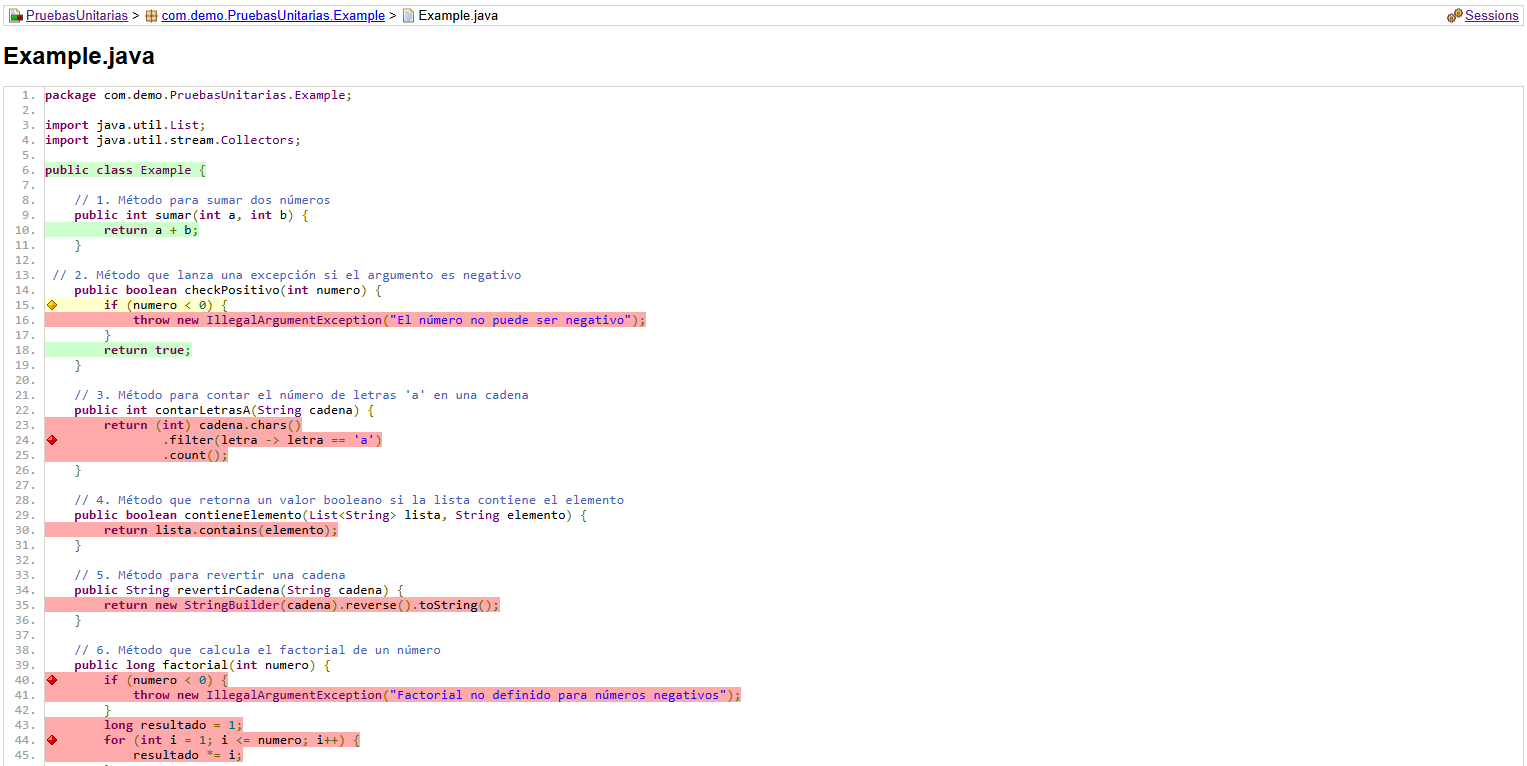 PruebasUnitarias > com.demo.PruebasUnitarias.Example > Example.java Sessions
Example.java
1. package com.demo.PruebasUnitarias.Example;
2.
3. import java.util.List;
4. import java.util.stream.Collectors;
5.
6. public class Example {
7.
8.     // 1. Método para sumar dos números
9.     public int sumar(int a, int b) {
10.         return a + b;
11.     }
12.
13.  // 2. Método que lanza una excepción si el argumento es negativo
14.     public boolean checkPositivo(int numero) {
15.         if (numero < 0) {
16.             throw new IllegalArgumentException("El número no puede ser negativo");
17.         }
18.         return true;
19.     }
20.
21.     // 3. Método para contar el número de letras 'a' en una cadena
22.     public int contarLetrasA(String cadena) {
23.         return (int) cadena.chars()
24.                 .filter(letra -> letra == 'a')
25.                 .count();
26.     }
27.
28.     // 4. Método que retorna un valor booleano si la lista contiene el elemento
29.     public boolean contieneElemento(List<String> lista, String elemento) {
30.         return lista.contains(elemento);
31.     }
32.
33.     // 5. Método para revertir una cadena
34.     public String revertirCadena(String cadena) {
35.         return new StringBuilder(cadena).reverse().toString();
36.     }
37.
38.     // 6. Método que calcula el factorial de un número
39.     public long factorial(int numero) {
40.         if (numero < 0) {
41.             throw new IllegalArgumentException("Factorial no definido para números negativos");
42.         }
43.         long resultado = 1;
44.         for (int i = 1; i <= numero; i++) {
45.             resultado *= i;